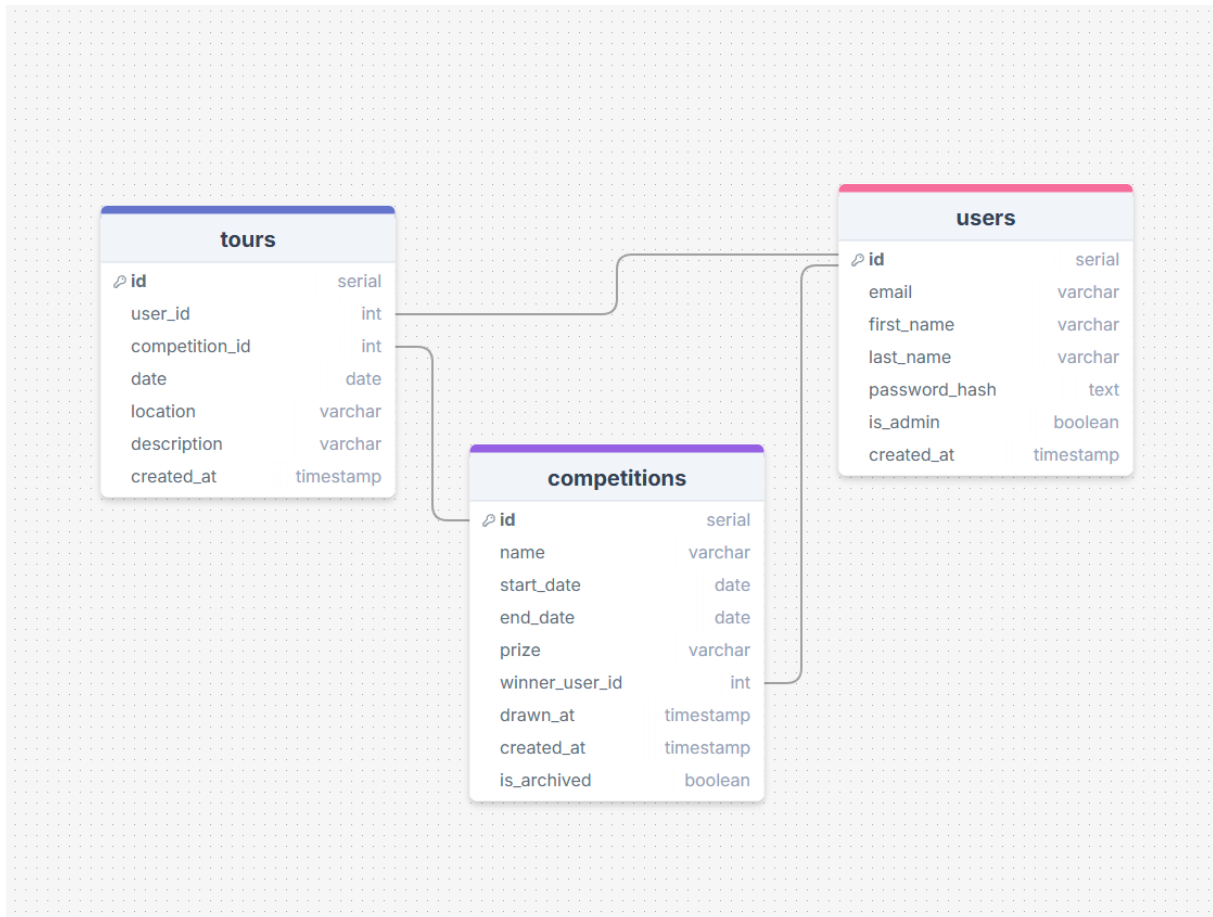 tours
id serial
user_id int
competition_id int
date date
location varchar
description varchar
created_at timestamp
users
id serial
email varchar
first_name varchar
last_name varchar
password_hash text
is_admin boolean
created_at timestamp
competitions
id serial
name varchar
start_date date
end_date date
prize varchar
winner_user_id int
drawn_at timestamp
created_at timestamp
is_archived boolean